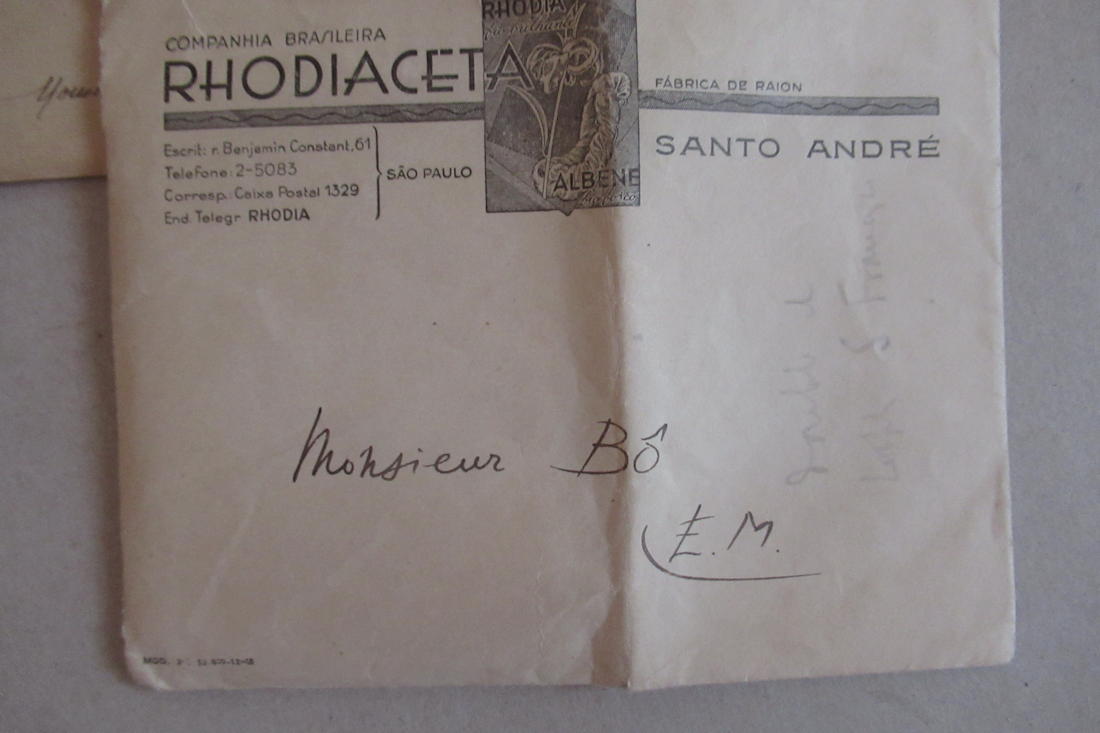 COMPANHIA BRASILEIRA
RHODIACETA
RHODIA
ALBENE
FÁBRICA DE RAION
SANTO ANDRÉ
Escrit: r. Benjamin Constant, 61
Telefone: 2-5083
Corresp.: Caixa Postal 1329
End. Telegr RHODIA
SÃO PAULO
Monsieur Bô
E. M.